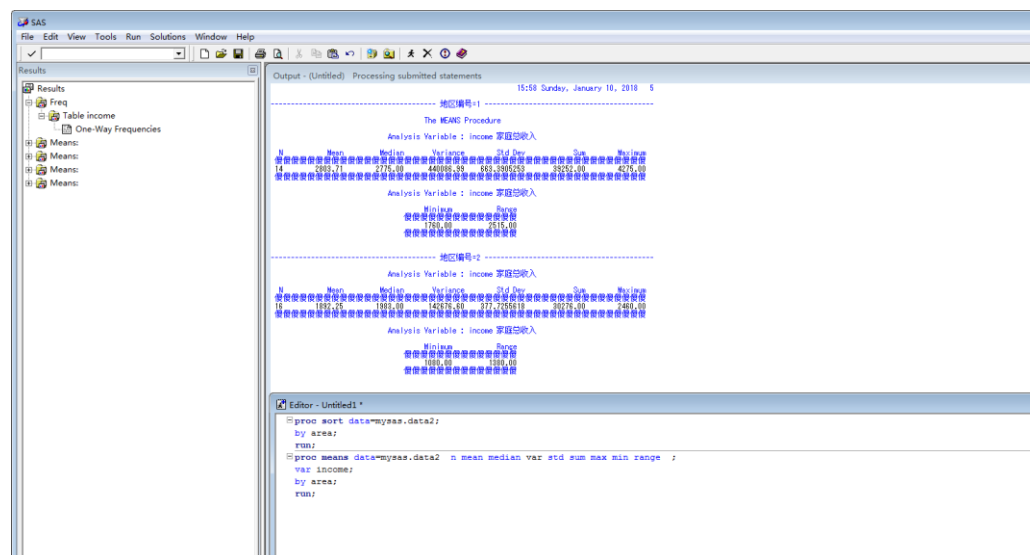 SAS
File Edit View Tools Run Solutions Window Help
Results
Results
Freq
Table income
One-Way Frequencies
Means:
Means:
Means:
Means:
Output - (Untitled) Processing submitted statements
15:58 Sunday, January 10, 2018 5
地区编号=1
The MEANS Procedure
Analysis Variable : income 家庭总收入
N Mean Median Variance Std Dev Sum Maximum
14 2803.71 2775.00 440086.99 663.3905253 39252.00 4275.00
Analysis Variable : income 家庭总收入
Minimum Range
1760.00 2515.00
地区编号=2
Analysis Variable : income 家庭总收入
N Mean Median Variance Std Dev Sum Maximum
16 1892.25 1983.00 142676.60 377.7255618 30276.00 2460.00
Analysis Variable : income 家庭总收入
Minimum Range
1080.00 1380.00
Editor - Untitled1 *
proc sort data=mysas.data2;
by area;
run;
proc means data=mysas.data2 n mean median var std sum max min range ;
var income;
by area;
run;